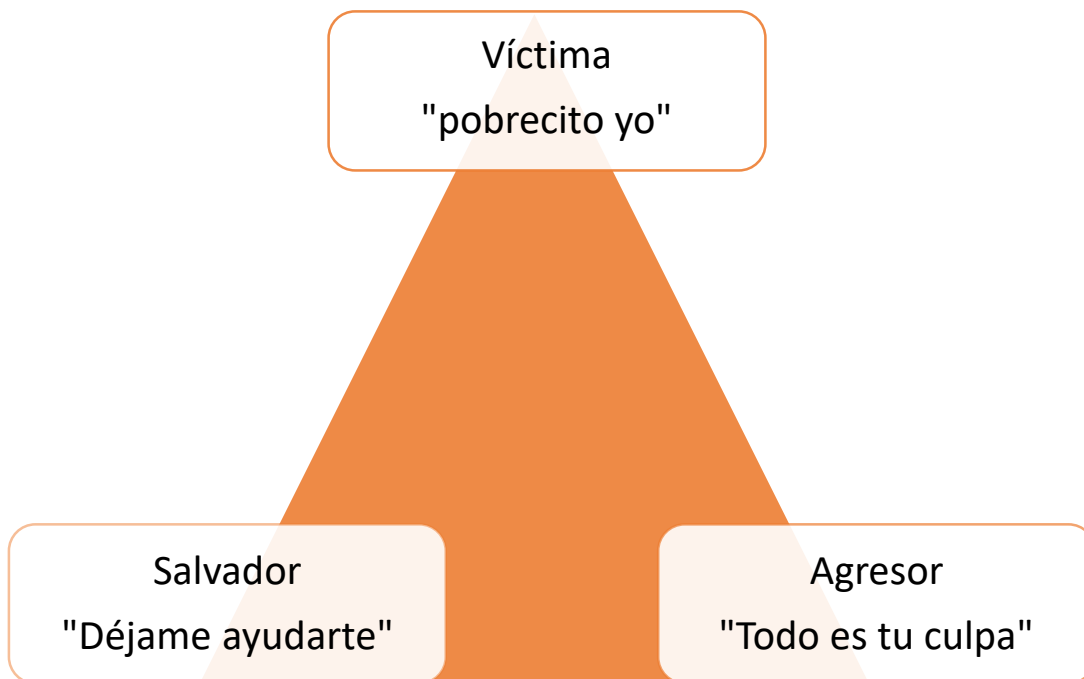 Víctima
"pobrecito yo"
Salvador
"Déjame ayudarte"
Agresor
"Todo es tu culpa"